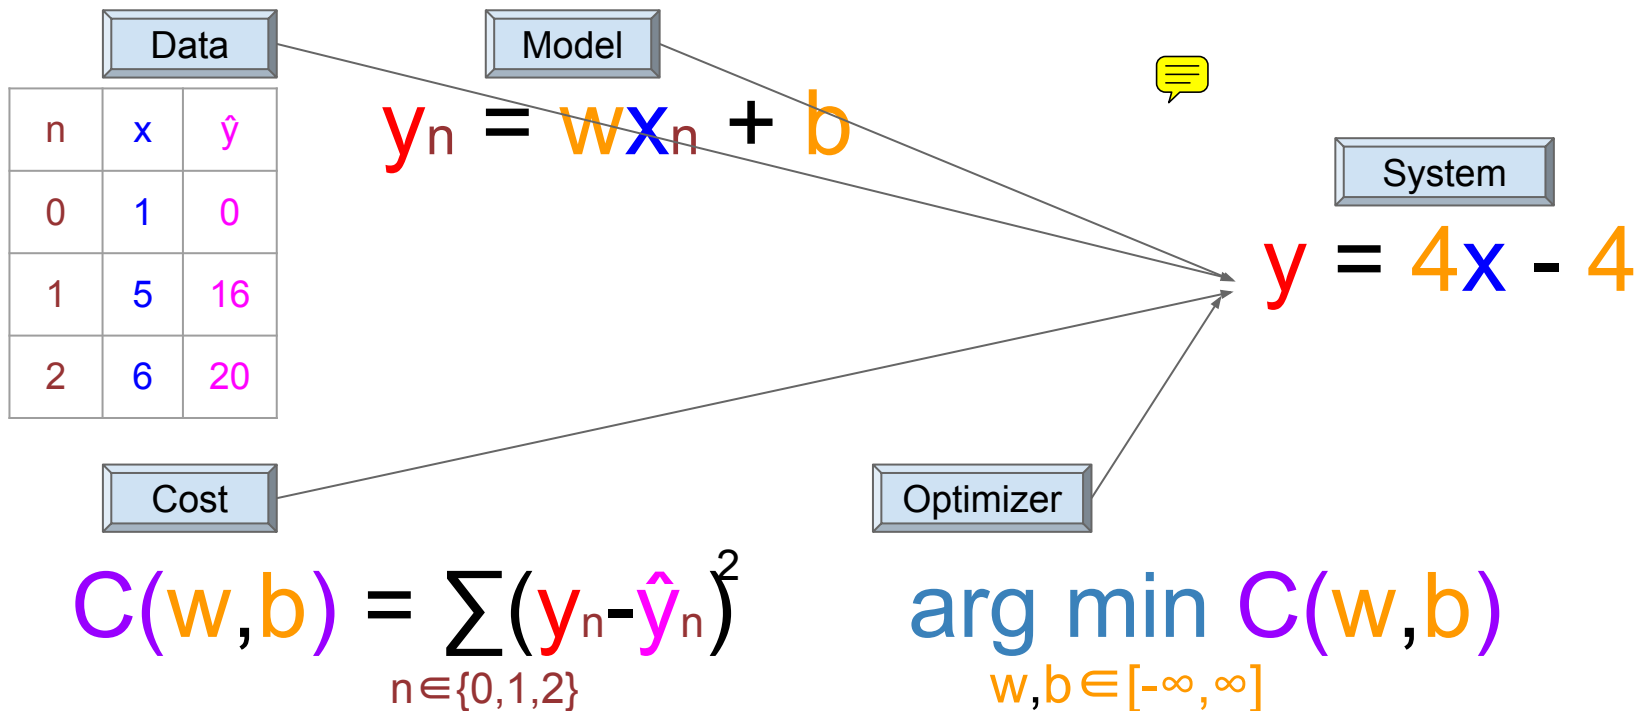 Data
n x ŷ
0 1 0
1 5 16
2 6 20
Model
yn = wxn + b
System
y = 4x - 4
Cost
C(w,b) = ∑(yn-ŷn)2
n∈{0,1,2}
Optimizer
arg min C(w,b)
w,b∈[-∞,∞]